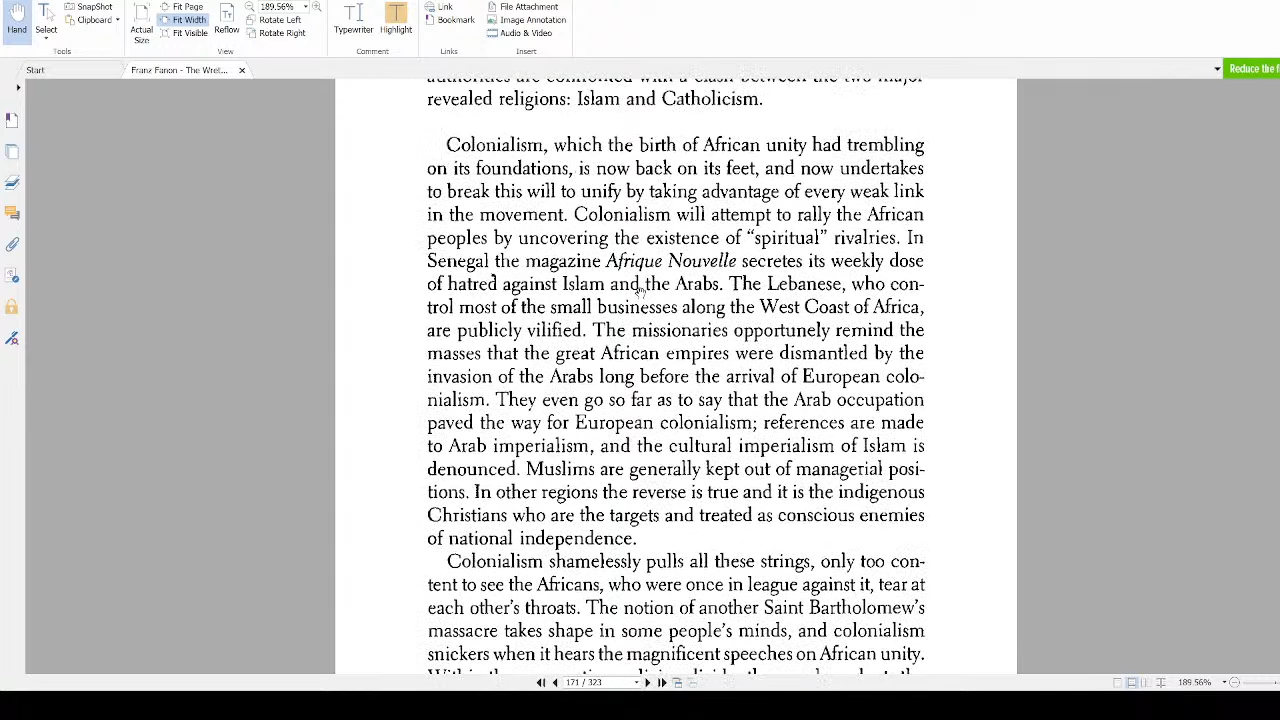 SnapShot
Clipboard
Hand
Select
Tools
Actual
Size
Fit Page
Fit Width
Fit Visible
Reflow
189.56%
Rotate Left
Rotate Right
View
Typewriter
Highlight
Comment
Link
Bookmark
Links
File Attachment
Image Annotation
Audio & Video
Insert
Start
Franz Fanon - The Wret...
Reduce the f
revealed religions: Islam and Catholicism.
Colonialism, which the birth of African unity had trembling
on its foundations, is now back on its feet, and now undertakes
to break this will to unify by taking advantage of every weak link
in the movement. Colonialism will attempt to rally the African
peoples by uncovering the existence of “spiritual” rivalries. In
Senegal the magazine Afrique Nouvelle secretes its weekly dose
of hatred against Islam and the Arabs. The Lebanese, who con-
trol most of the small businesses along the West Coast of Africa,
are publicly vilified. The missionaries opportunely remind the
masses that the great African empires were dismantled by the
invasion of the Arabs long before the arrival of European colo-
nialism. They even go so far as to say that the Arab occupation
paved the way for European colonialism; references are made
to Arab imperialism, and the cultural imperialism of Islam is
denounced. Muslims are generally kept out of managerial posi-
tions. In other regions the reverse is true and it is the indigenous
Christians who are the targets and treated as conscious enemies
of national independence.
Colonialism shamelessly pulls all these strings, only too con-
tent to see the Africans, who were once in league against it, tear at
each other’s throats. The notion of another Saint Bartholomew’s
massacre takes shape in some people’s minds, and colonialism
snickers when it hears the magnificent speeches on African unity.
171 / 323
189.56%